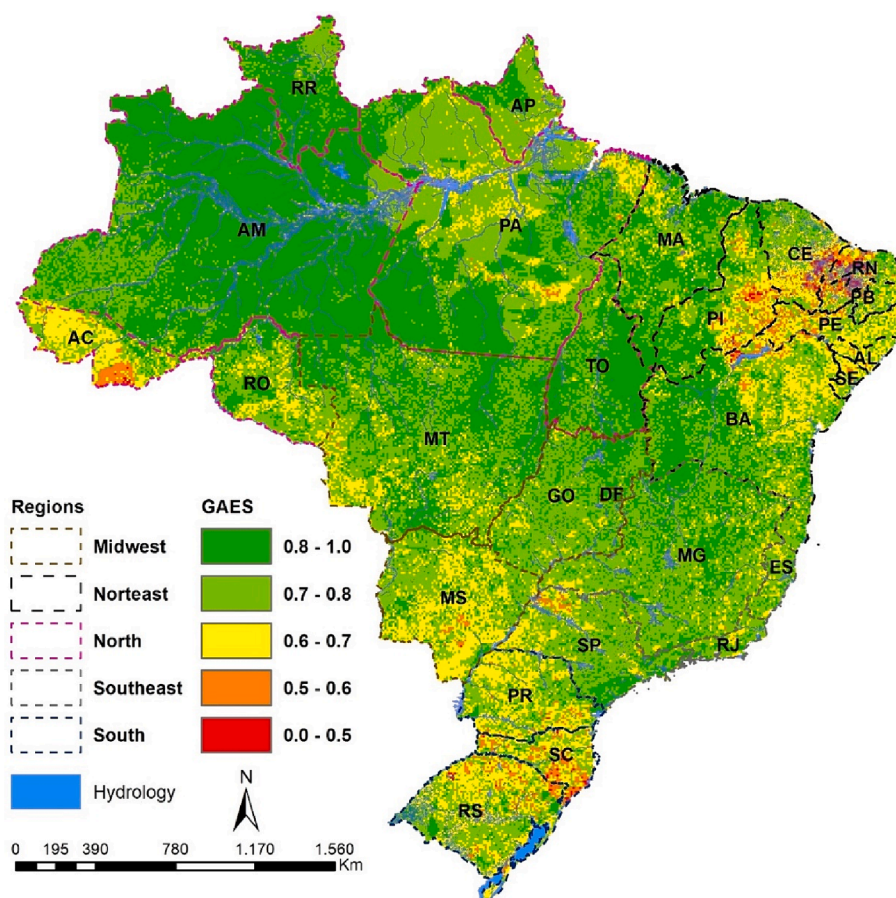 RR
AP
AM
PA
MA
CE
RN
PB
PI
PE
AC
AL
SE
TO
RO
BA
MT
GO
DF
MG
ES
MS
SP
RJ
PR
SC
RS
Regions
GAES
Midwest
0.8 - 1.0
Norteast
0.7 - 0.8
North
0.6 - 0.7
Southeast
0.5 - 0.6
South
0.0 - 0.5
Hydrology
N
0 195 390 780 1.170 1.560
Km